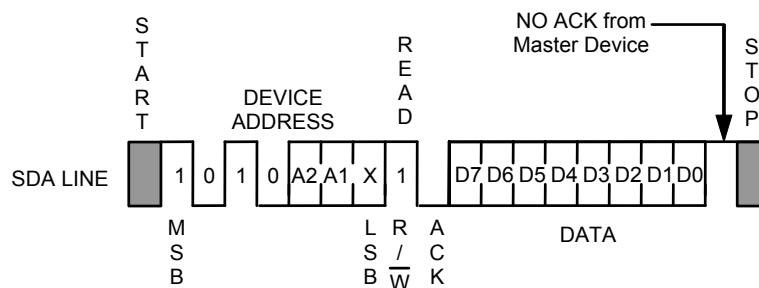 START
READ
NO ACK from
Master Device
STOP
DEVICE
ADDRESS
SDA LINE
1 0 1 0 A2 A1 X 1 D7 D6 D5 D4 D3 D2 D1 D0
MSB
LSB
R/W
ACK
DATA